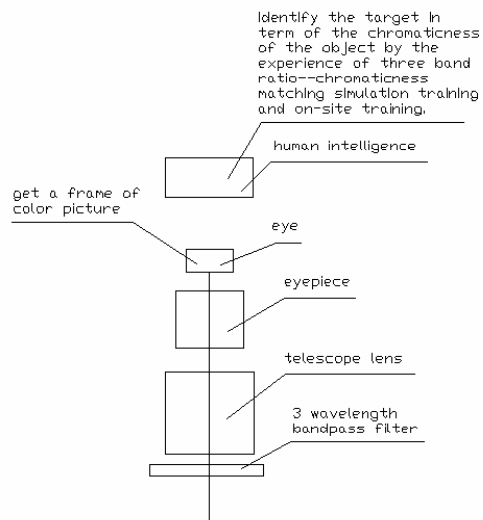 Identify the target in
term of the chromaticness
of the object by the
experience of three band
ratio--chromaticness
matching simulation training
and on-site training.
human intelligence
get a frame of
color picture
eye
eyepiece
telescope lens
3 wavelength
bandpass filter